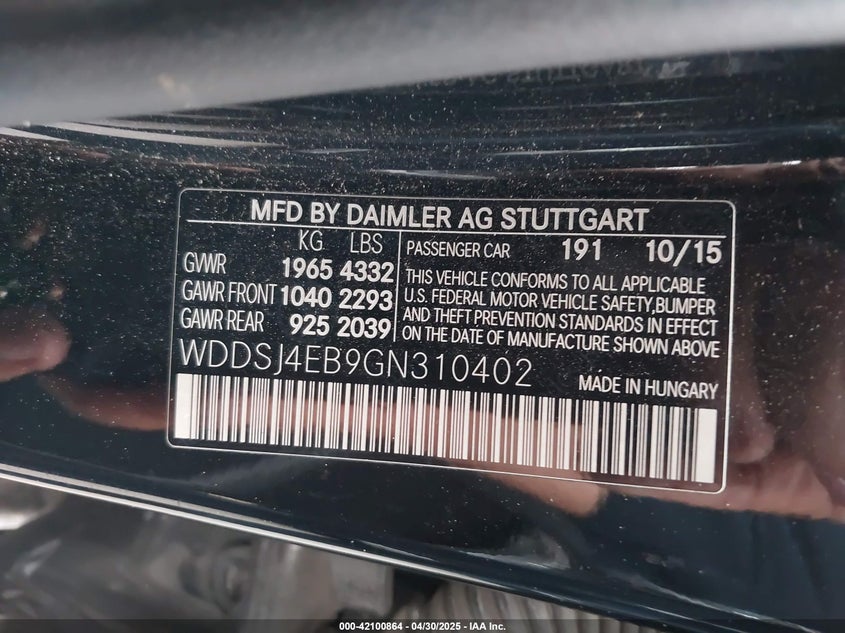 MFD BY DAIMLER AG STUTTGART
KG LBS
GVWR 1965 4332
GAWR FRONT 1040 2293
GAWR REAR 925 2039
PASSENGER CAR 191 10/15
THIS VEHICLE CONFORMS TO ALL APPLICABLE
U.S. FEDERAL MOTOR VEHICLE SAFETY,BUMPER
AND THEFT PREVENTION STANDARDS IN EFFECT
ON THE DATE OF MANUFACTURE SHOWN ABOVE
WDDSJ4EB9GN310402
MADE IN HUNGARY
000-42100864 - 04/30/2025 - IAA Inc.